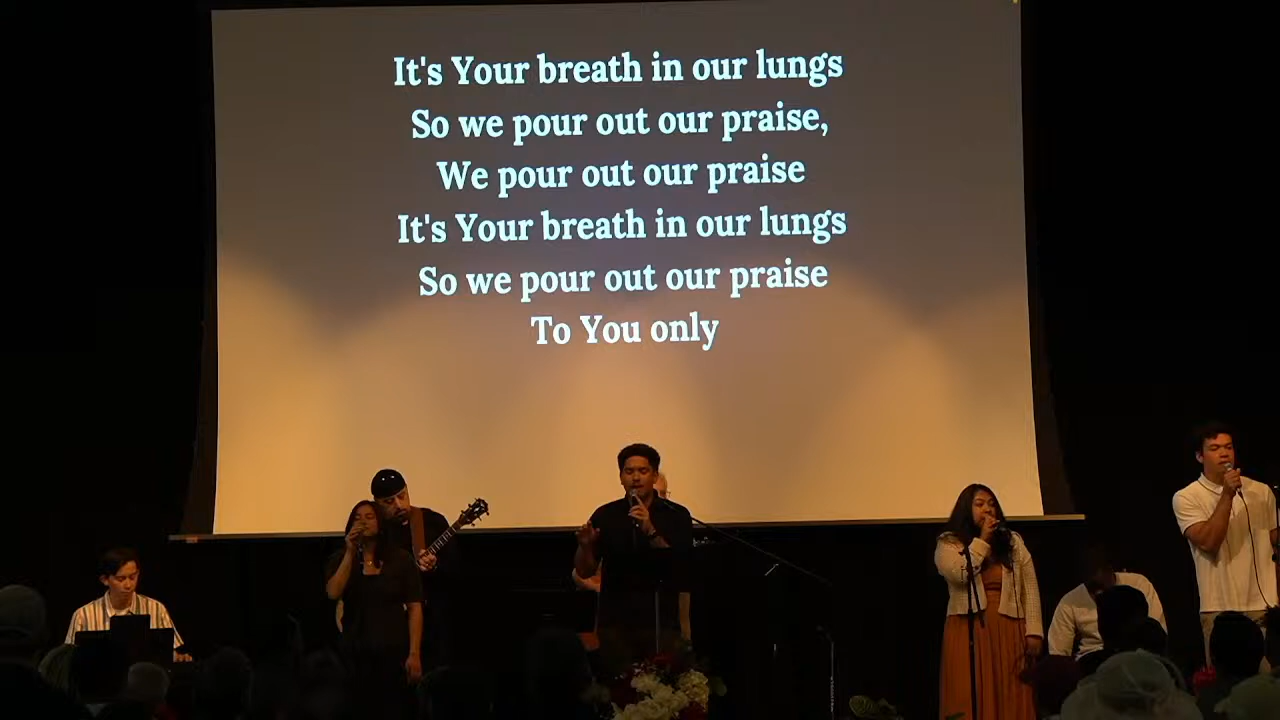 It's Your breath in our lungs
So we pour out our praise,
We pour out our praise
It's Your breath in our lungs
So we pour out our praise
To You only